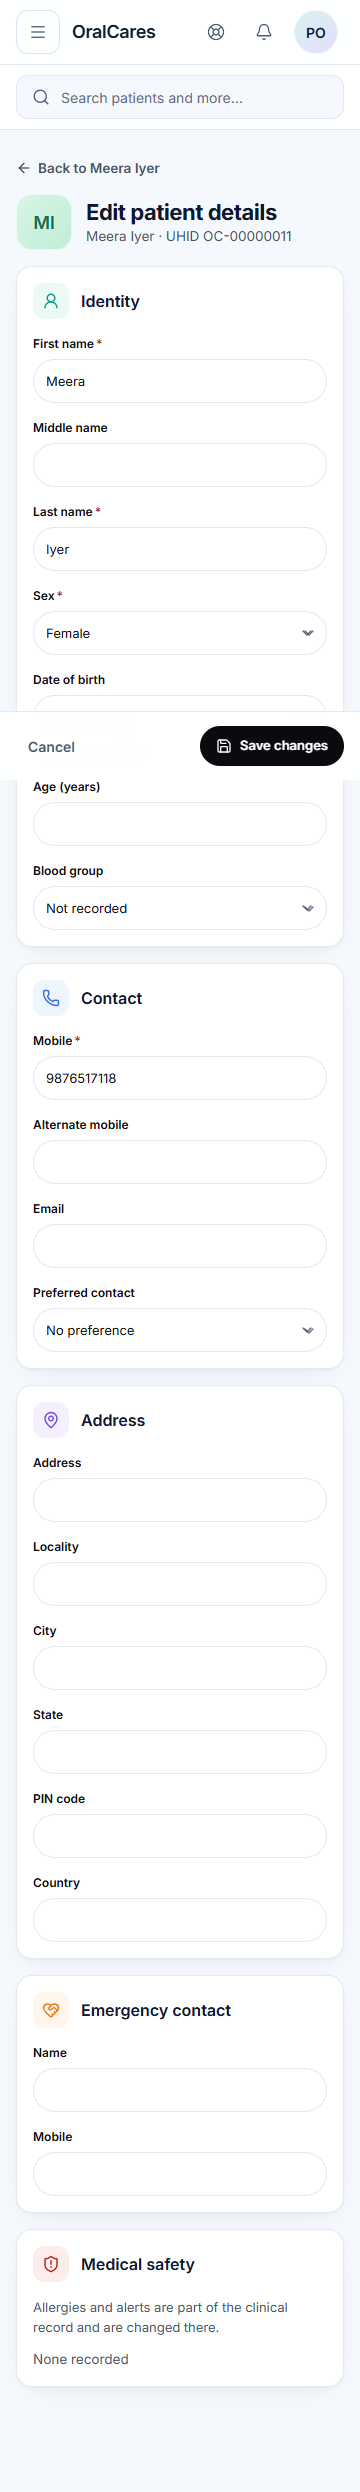 OralCares
PO
Search patients and more...
Back to Meera Iyer
MI
Edit patient details
Meera Iyer · UHID OC-00000011
Identity
First name *
Meera
Middle name
Last name *
Iyer
Sex *
Female
Date of birth
Cancel
Save changes
Age (years)
Blood group
Not recorded
Contact
Mobile *
9876517118
Alternate mobile
Email
Preferred contact
No preference
Address
Address
Locality
City
State
PIN code
Country
Emergency contact
Name
Mobile
Medical safety
Allergies and alerts are part of the clinical
record and are changed there.
None recorded